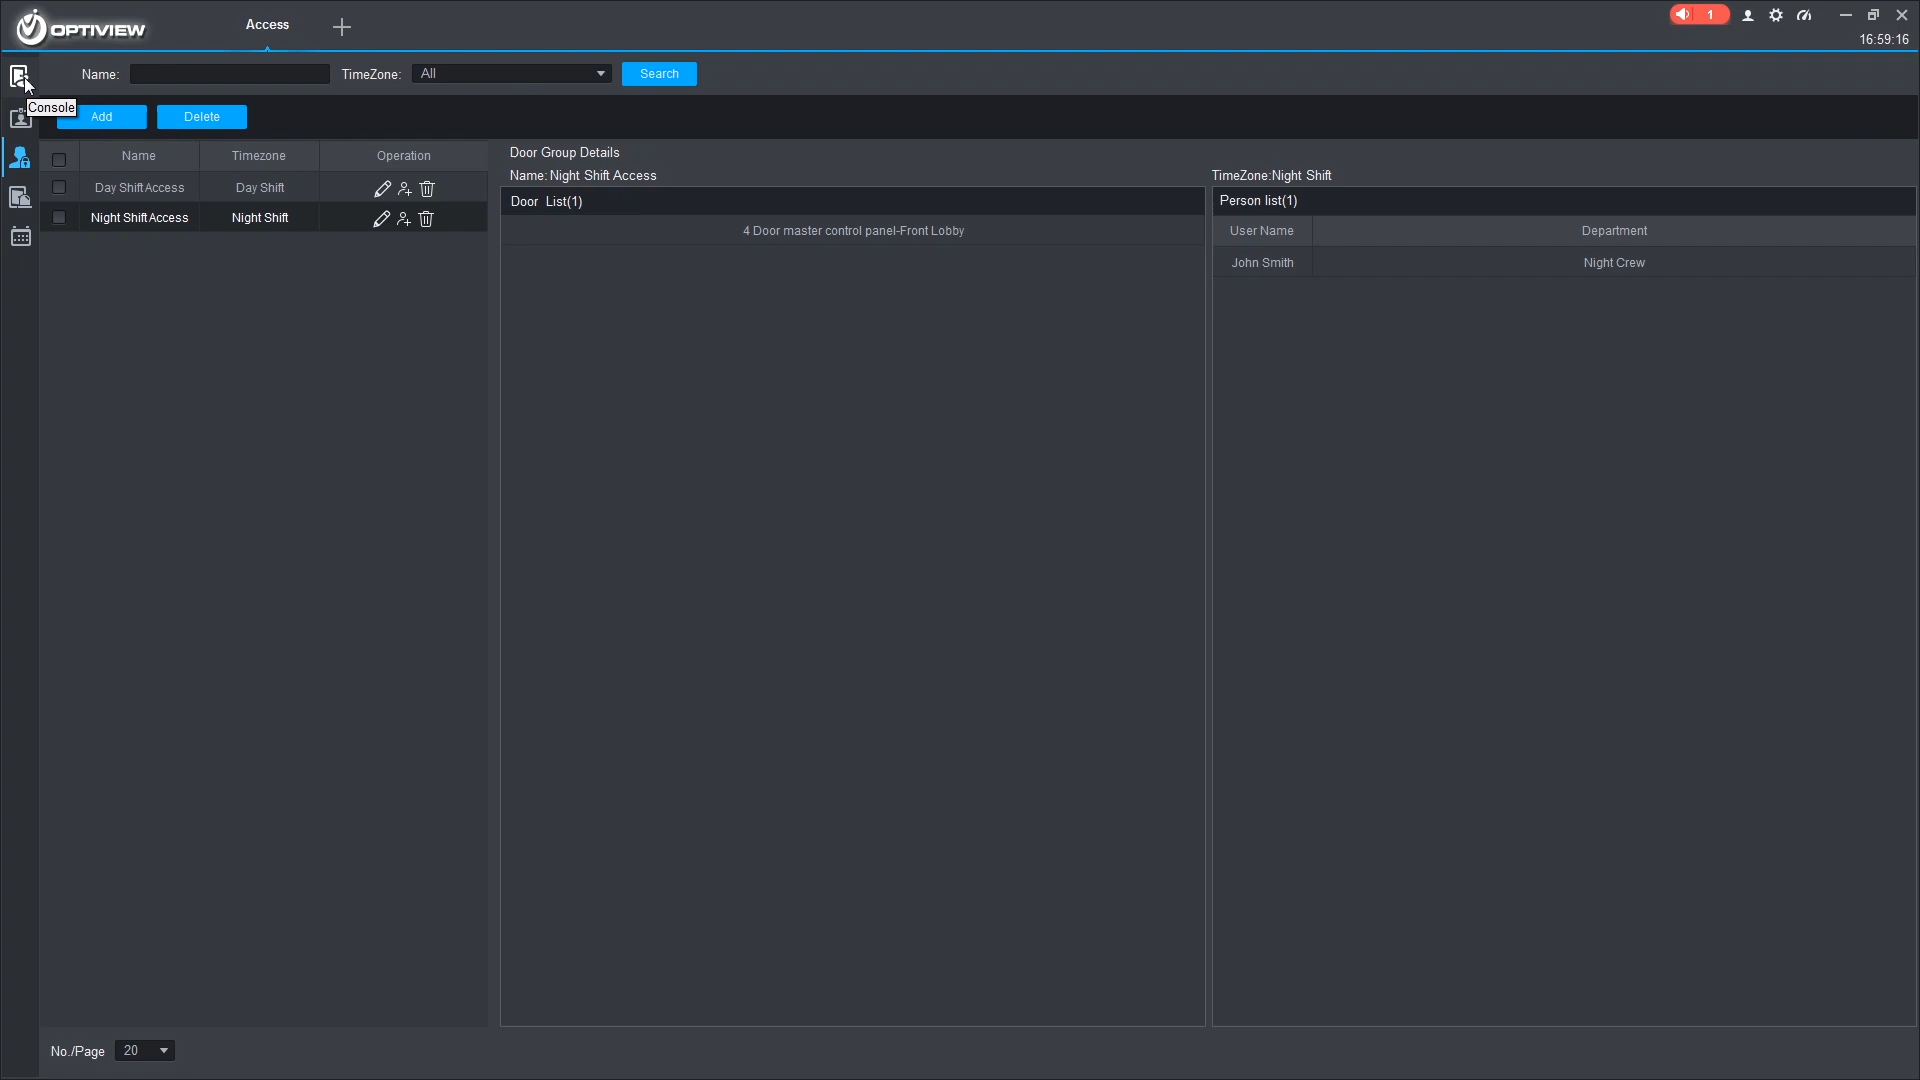 OPTIVIEW
Access
1
16:59:16
Name:
TimeZone: All
Search
Console
Add
Delete
Name Timezone Operation
Day Shift Access Day Shift
Night Shift Access Night Shift
Door Group Details
Name: Night Shift Access
TimeZone:Night Shift
Door List(1)
4 Door master control panel-Front Lobby
Person list(1)
User Name Department
John Smith Night Crew
No./Page 20